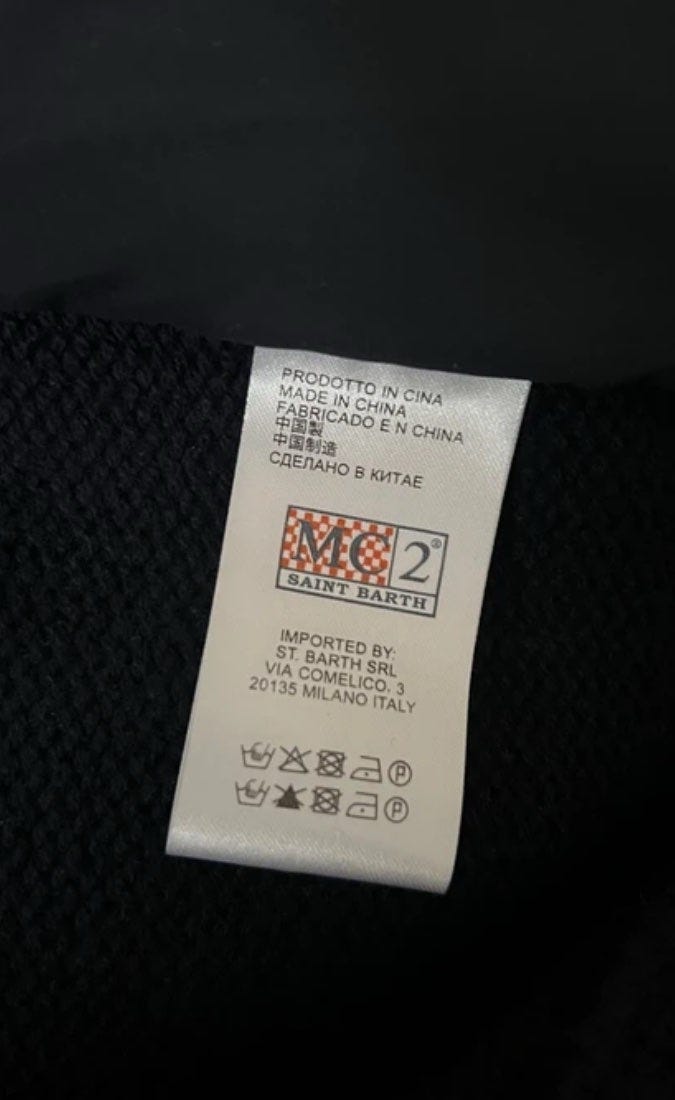 PRODOTTO IN CINA
MADE IN CHINA
FABRICADO E N CHINA
中国製
中国制造
СДЕЛАНО В КИТАЕ
MC2®
SAINT BARTH
IMPORTED BY:
ST. BARTH SRL
VIA COMELICO, 3
20135 MILANO ITALY
P
P